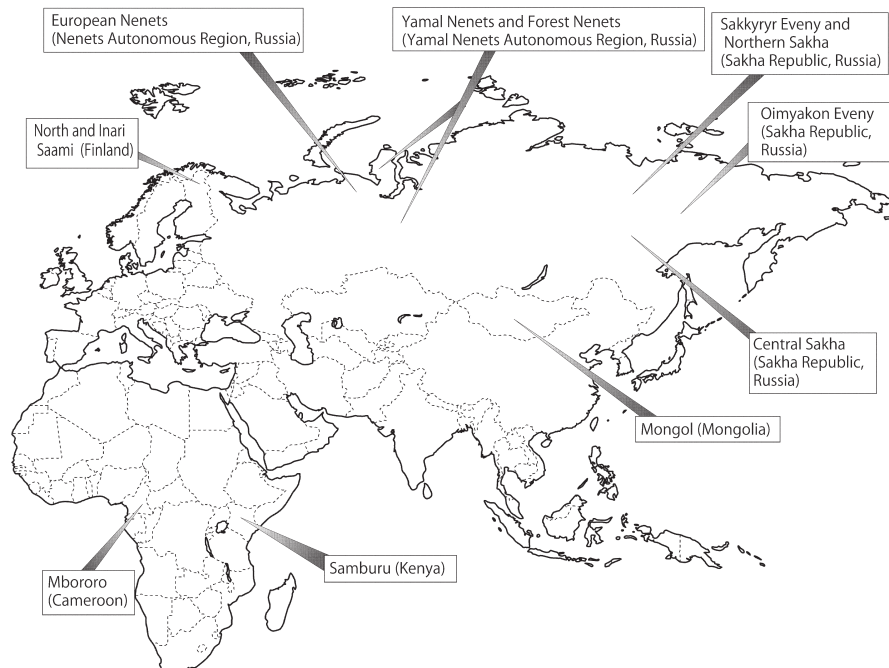 European Nenets
(Nenets Autonomous Region, Russia)
Yamal Nenets and Forest Nenets
(Yamal Nenets Autonomous Region, Russia)
Sakkyryr Eveny and
Northern Sakha
(Sakha Republic, Russia)
Oimyakon Eveny
(Sakha Republic,
Russia)
North and Inari
Saami (Finland)
Central Sakha
(Sakha Republic,
Russia)
Mongol (Mongolia)
Samburu (Kenya)
Mbororo
(Cameroon)